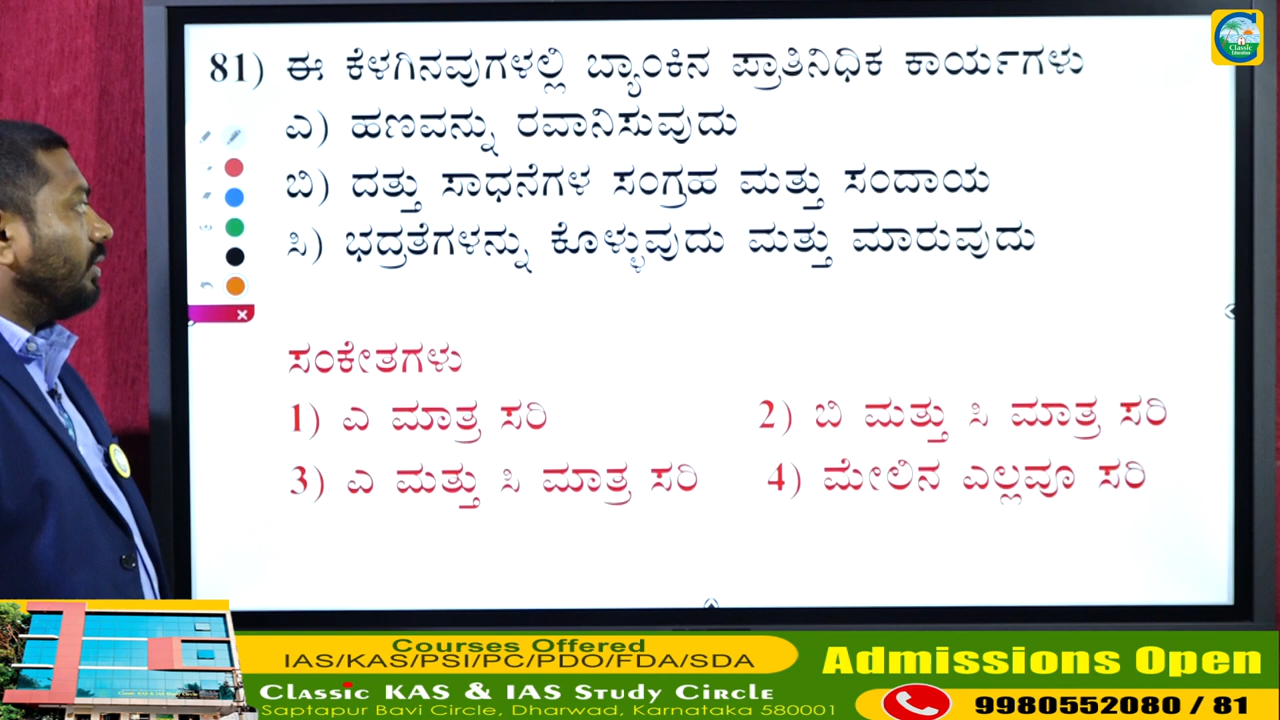 81) ಈ ಕೆಳಗಿನವುಗಳಲ್ಲಿ ಬ್ಯಾಂಕಿನ ಪ್ರಾತಿನಿಧಿಕ ಕಾರ್ಯಗಳು
ಎ) ಹಣವನ್ನು ರವಾನಿಸುವುದು
ಬಿ) ದತ್ತು ಸಾಧನೆಗಳ ಸಂಗ್ರಹ ಮತ್ತು ಸಂದಾಯ
ಸಿ) ಭದ್ರತೆಗಳನ್ನು ಕೊಳ್ಳುವುದು ಮತ್ತು ಮಾರುವುದು
ಸಂಕೇತಗಳು
1) ಎ ಮಾತ್ರ ಸರಿ 2) ಬಿ ಮತ್ತು ಸಿ ಮಾತ್ರ ಸರಿ
3) ಎ ಮತ್ತು ಸಿ ಮಾತ್ರ ಸರಿ 4) ಮೇಲಿನ ಎಲ್ಲವೂ ಸರಿ
Classic
Education
Courses Offered
IAS/KAS/PSI/PC/PDO/FDA/SDA
Classic KAS & IAS Study Circle
Saptapur Bavi Circle, Dharwad, Karnataka 580001
Admissions Open
9980552080 / 81